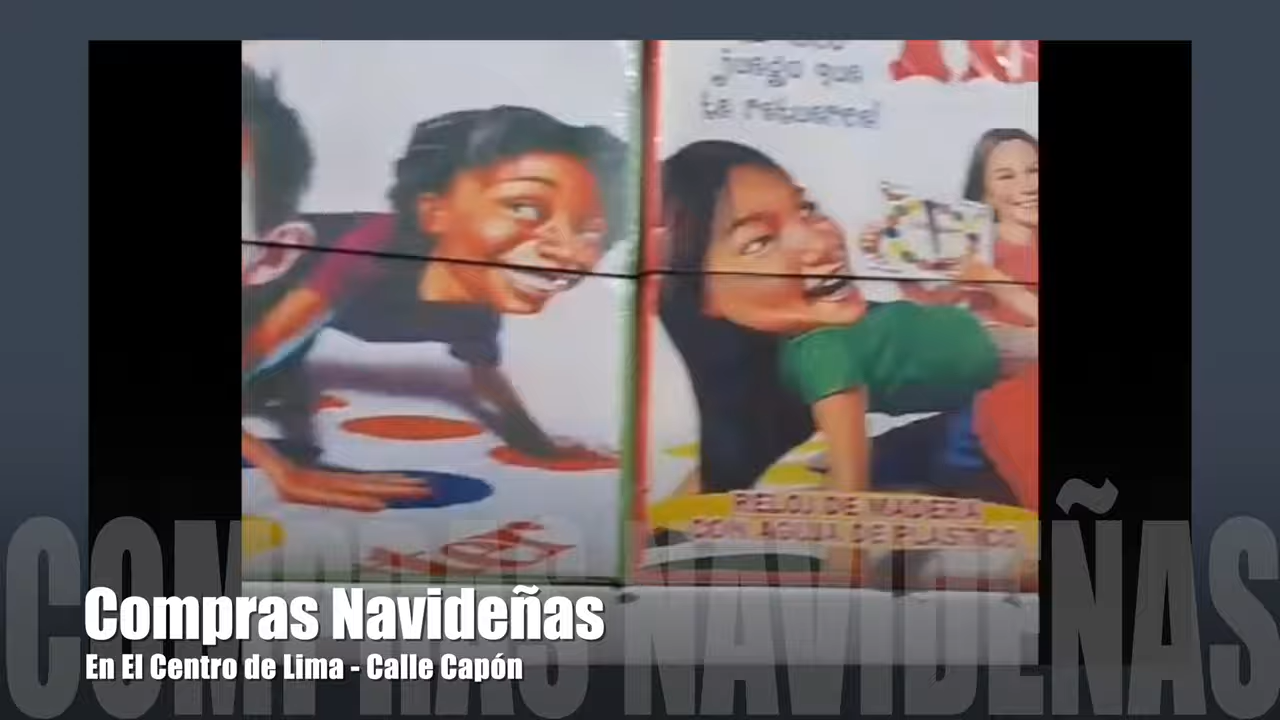 juego que
te retuerce!
RELOJ DE MADERA
CON AGUJA DE PLASTICO
COMPRAS NAVIDEÑAS
Compras Navideñas
En El Centro de Lima - Calle Capón